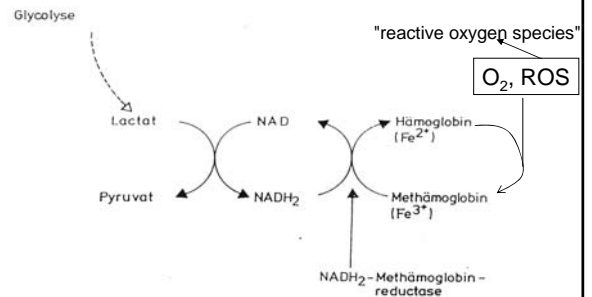 Glycolyse
"reactive oxygen species"
O₂, ROS
Lactat
NAD
Hämoglobin
(Fe²⁺)
Pyruvat
NADH₂
Methämoglobin
(Fe³⁺)
NADH₂-Methämoglobin-
reductase